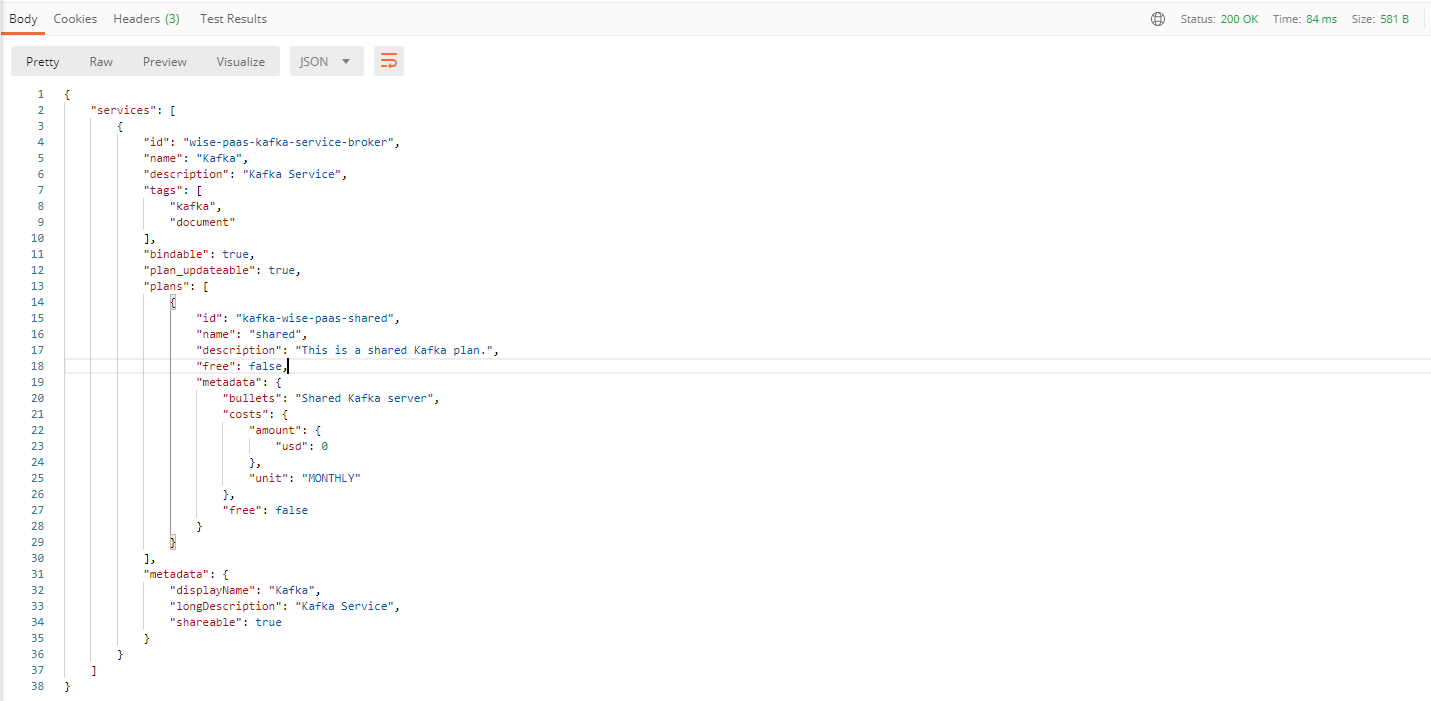 Body Cookies Headers (3) Test Results Status: 200 OK Time: 84 ms Size: 581 B
Pretty Raw Preview Visualize JSON
1 {
2 "services": [
3 {
4 "id": "wise-paas-kafka-service-broker",
5 "name": "Kafka",
6 "description": "Kafka Service",
7 "tags": [
8 "kafka",
9 "document"
10 ],
11 "bindable": true,
12 "plan_updateable": true,
13 "plans": [
14 {
15 "id": "kafka-wise-paas-shared",
16 "name": "shared",
17 "description": "This is a shared Kafka plan.",
18 "free": false,
19 "metadata": {
20 "bullets": "Shared Kafka server",
21 "costs": {
22 "amount": {
23 "usd": 0
24 },
25 "unit": "MONTHLY"
26 },
27 "free": false
28 }
29 }
30 ],
31 "metadata": {
32 "displayName": "Kafka",
33 "longDescription": "Kafka Service",
34 "shareable": true
35 }
36 }
37 ]
38 }